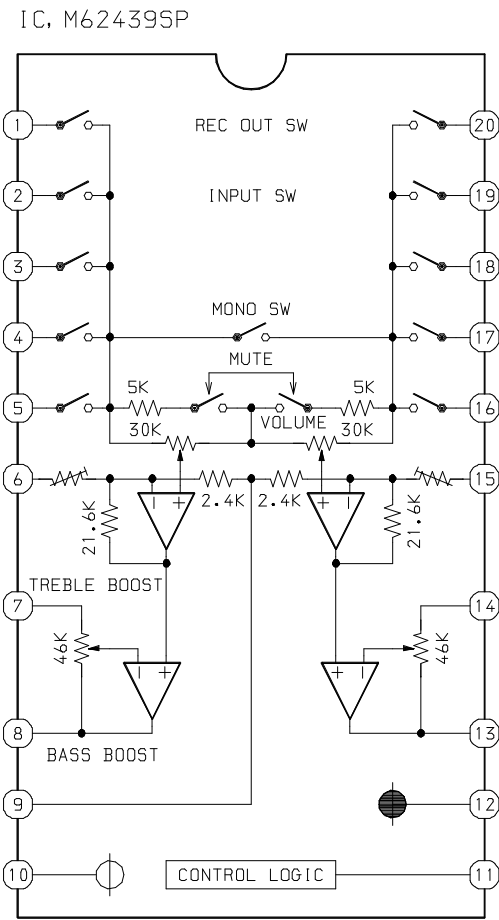 IC, M62439SP
1 REC OUT SW 20
2 INPUT SW 19
3 18
MONO SW
4 17
MUTE
5K 5K
5 16
VOLUME
30K 30K
6 15
- + + -
2.4K 2.4K
21.6K 21.6K
TREBLE BOOST
7 14
46K 46K
- + + -
8 13
BASS BOOST
9 12
10 CONTROL LOGIC 11